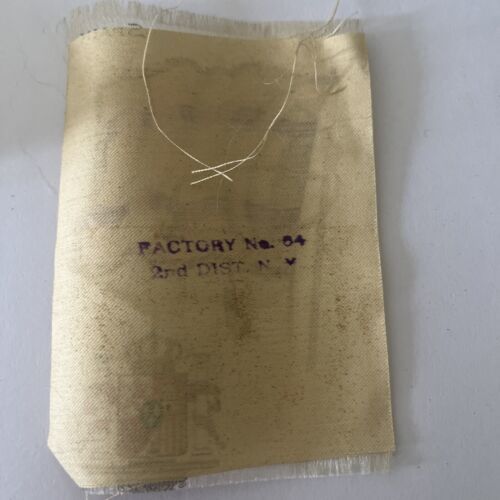 FACTORY No. 64
2nd DIST. N. Y